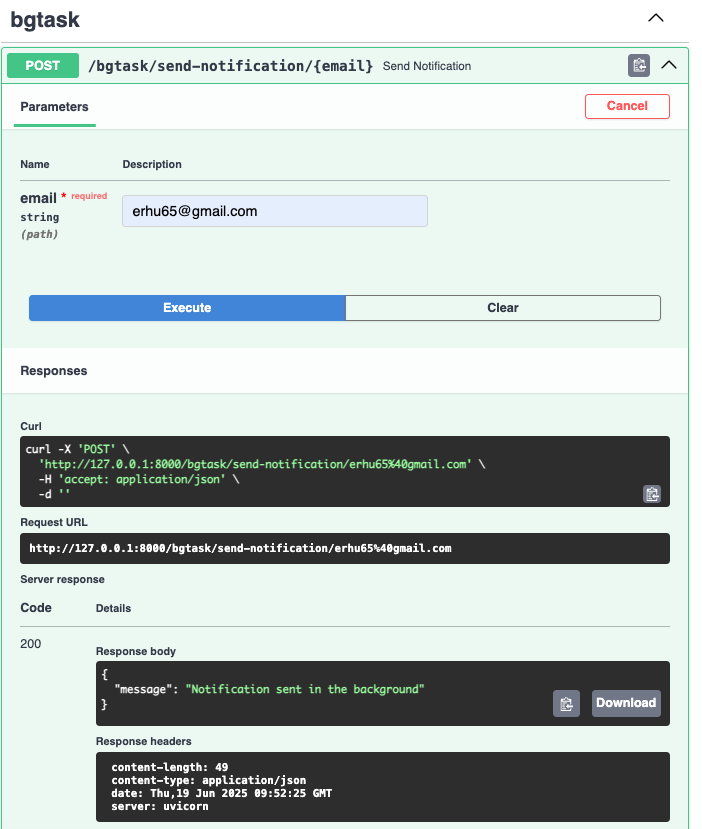 bgtask
POST /bgtask/send-notification/{email} Send Notification
Parameters
Cancel
Name Description
email * required
string
(path)
erhu65@gmail.com
Execute Clear
Responses
Curl
curl -X 'POST' \
'http://127.0.0.1:8000/bgtask/send-notification/erhu65%40gmail.com' \
-H 'accept: application/json' \
-d ''
Request URL
http://127.0.0.1:8000/bgtask/send-notification/erhu65%40gmail.com
Server response
Code Details
200
Response body
{
"message": "Notification sent in the background"
}
Download
Response headers
content-length: 49
content-type: application/json
date: Thu,19 Jun 2025 09:52:25 GMT
server: uvicorn